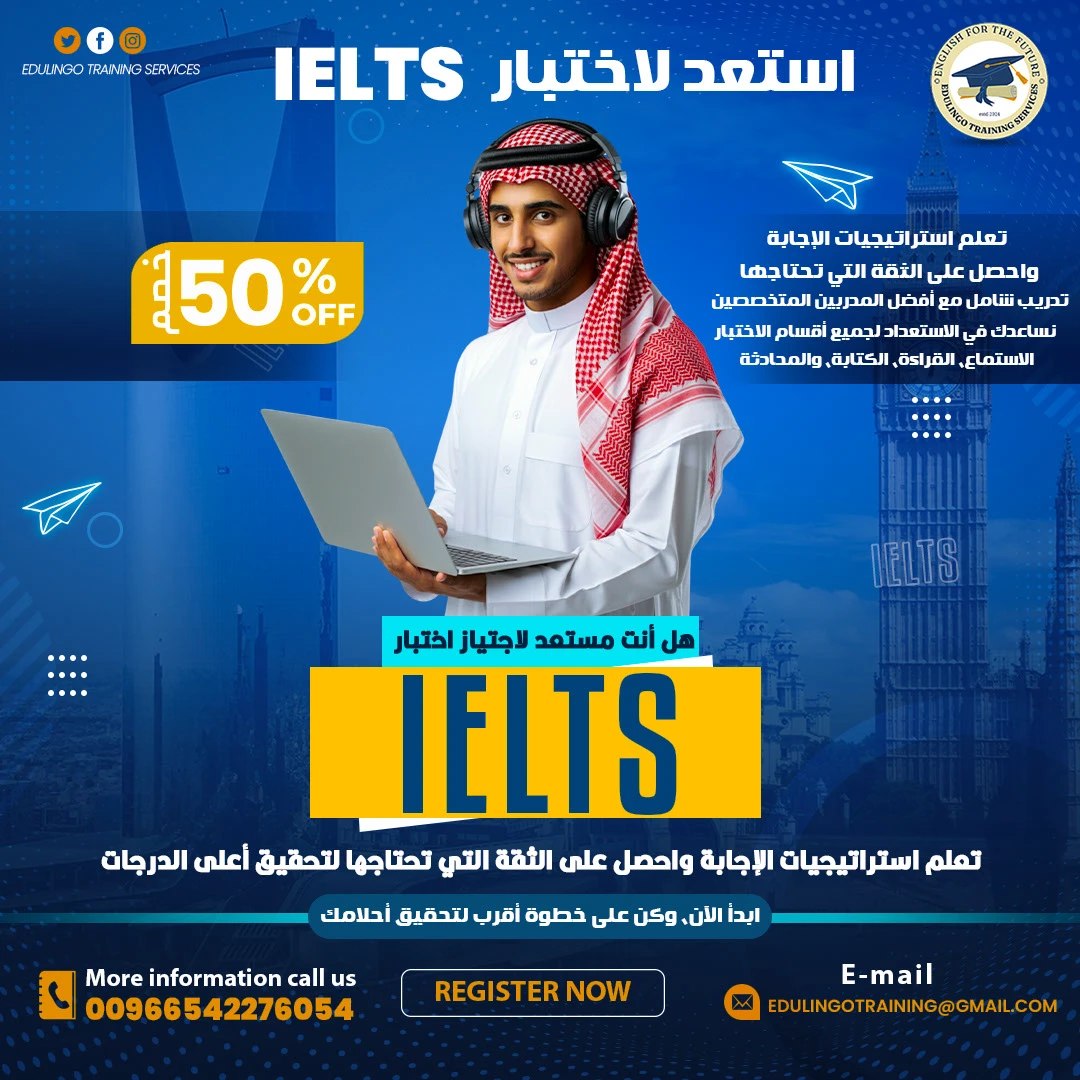 EDULINGO TRAINING SERVICES
استعد لاختبار IELTS
ENGLISH FOR THE FUTURE
EDULINGO TRAINING SERVICES
خصم
50% OFF
تعلم استراتيجيات الإجابة
واحصل على الثقة التي تحتاجها
تدريب شامل مع أفضل المدربين المتخصصين
نساعدك في الاستعداد لجميع أقسام الاختبار
الاستماع، القراءة، الكتابة، والمحادثة
IELTS
هل أنت مستعد لاجتياز اختبار
IELTS
تعلم استراتيجيات الإجابة واحصل على الثقة التي تحتاجها لتحقيق أعلى الدرجات
ابدأ الآن، وكن على خطوة أقرب لتحقيق أحلامك
More information call us
00966542276054
REGISTER NOW
E-mail
EDULINGOTRAINING@GMAIL.COM